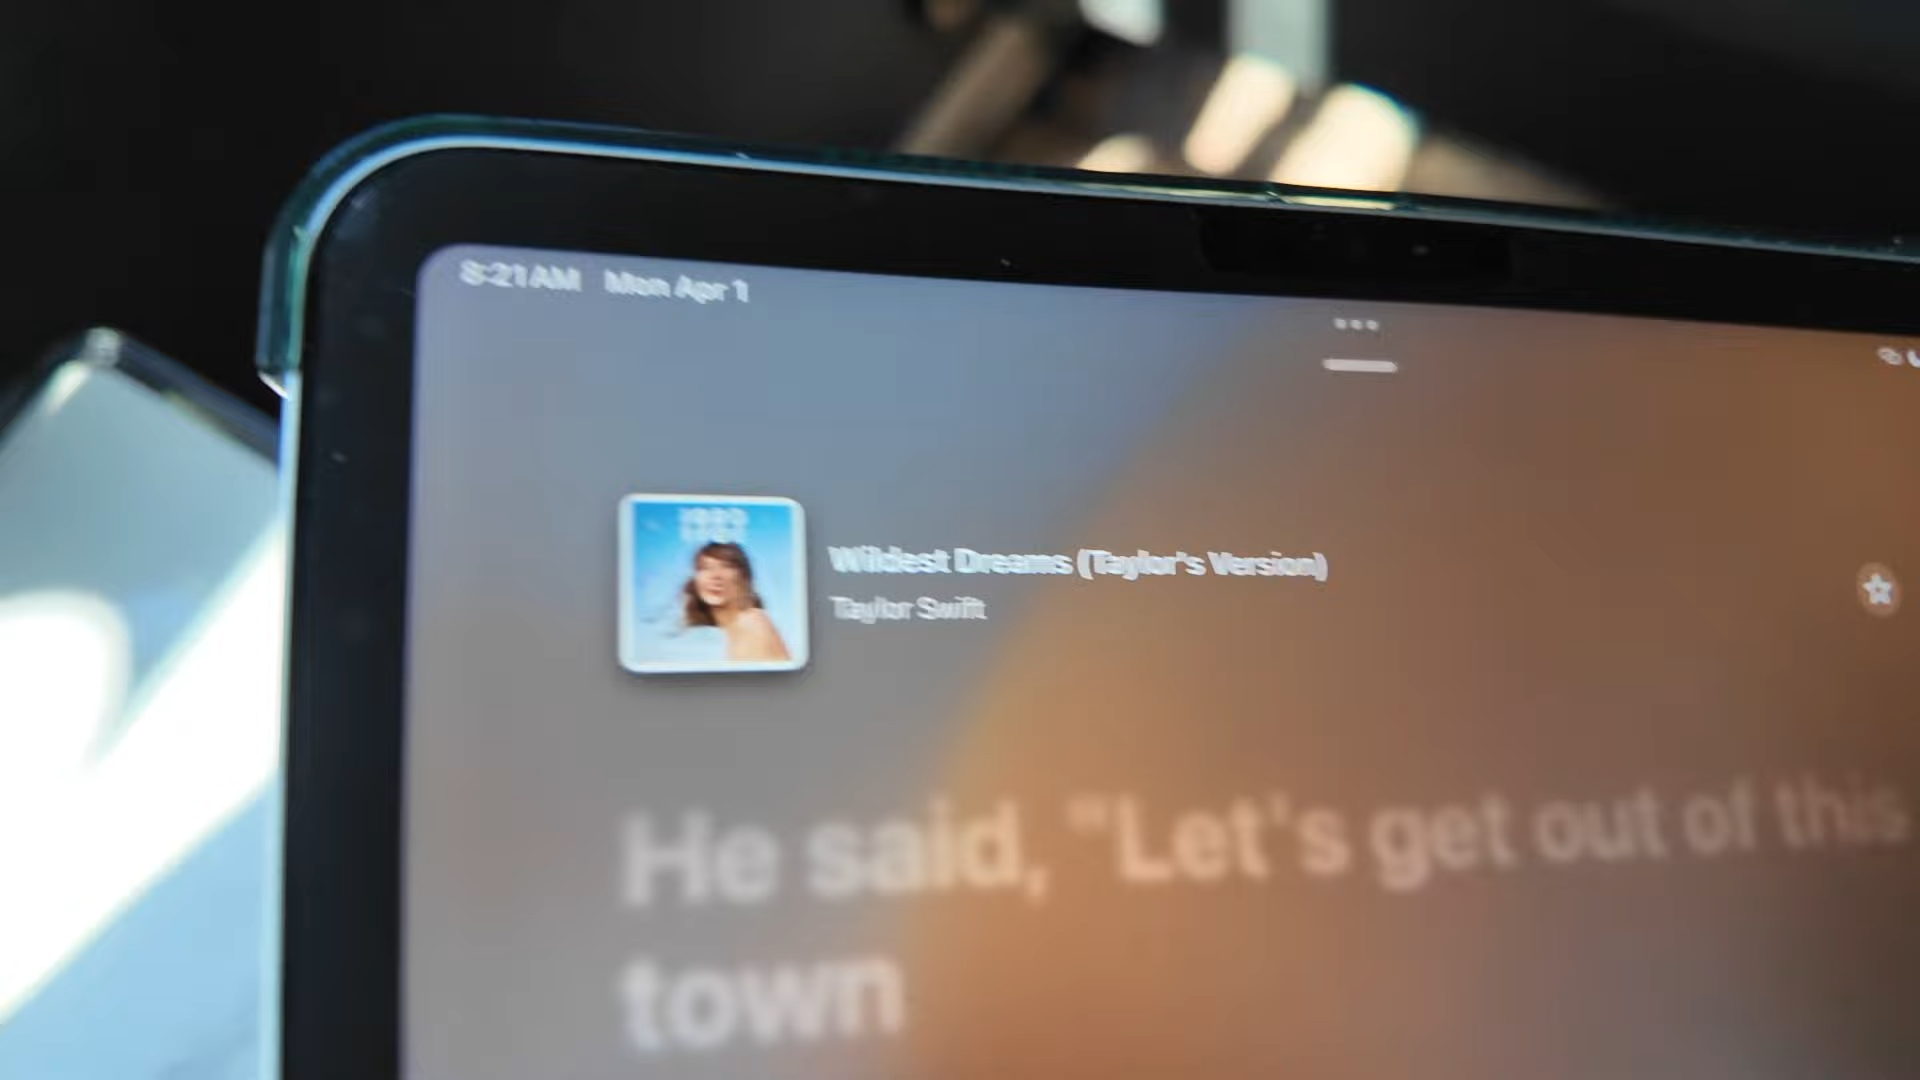 8:21 AM Mon Apr 1
Wildest Dreams (Taylor's Version)
Taylor Swift
He said, "Let's get out of this
town